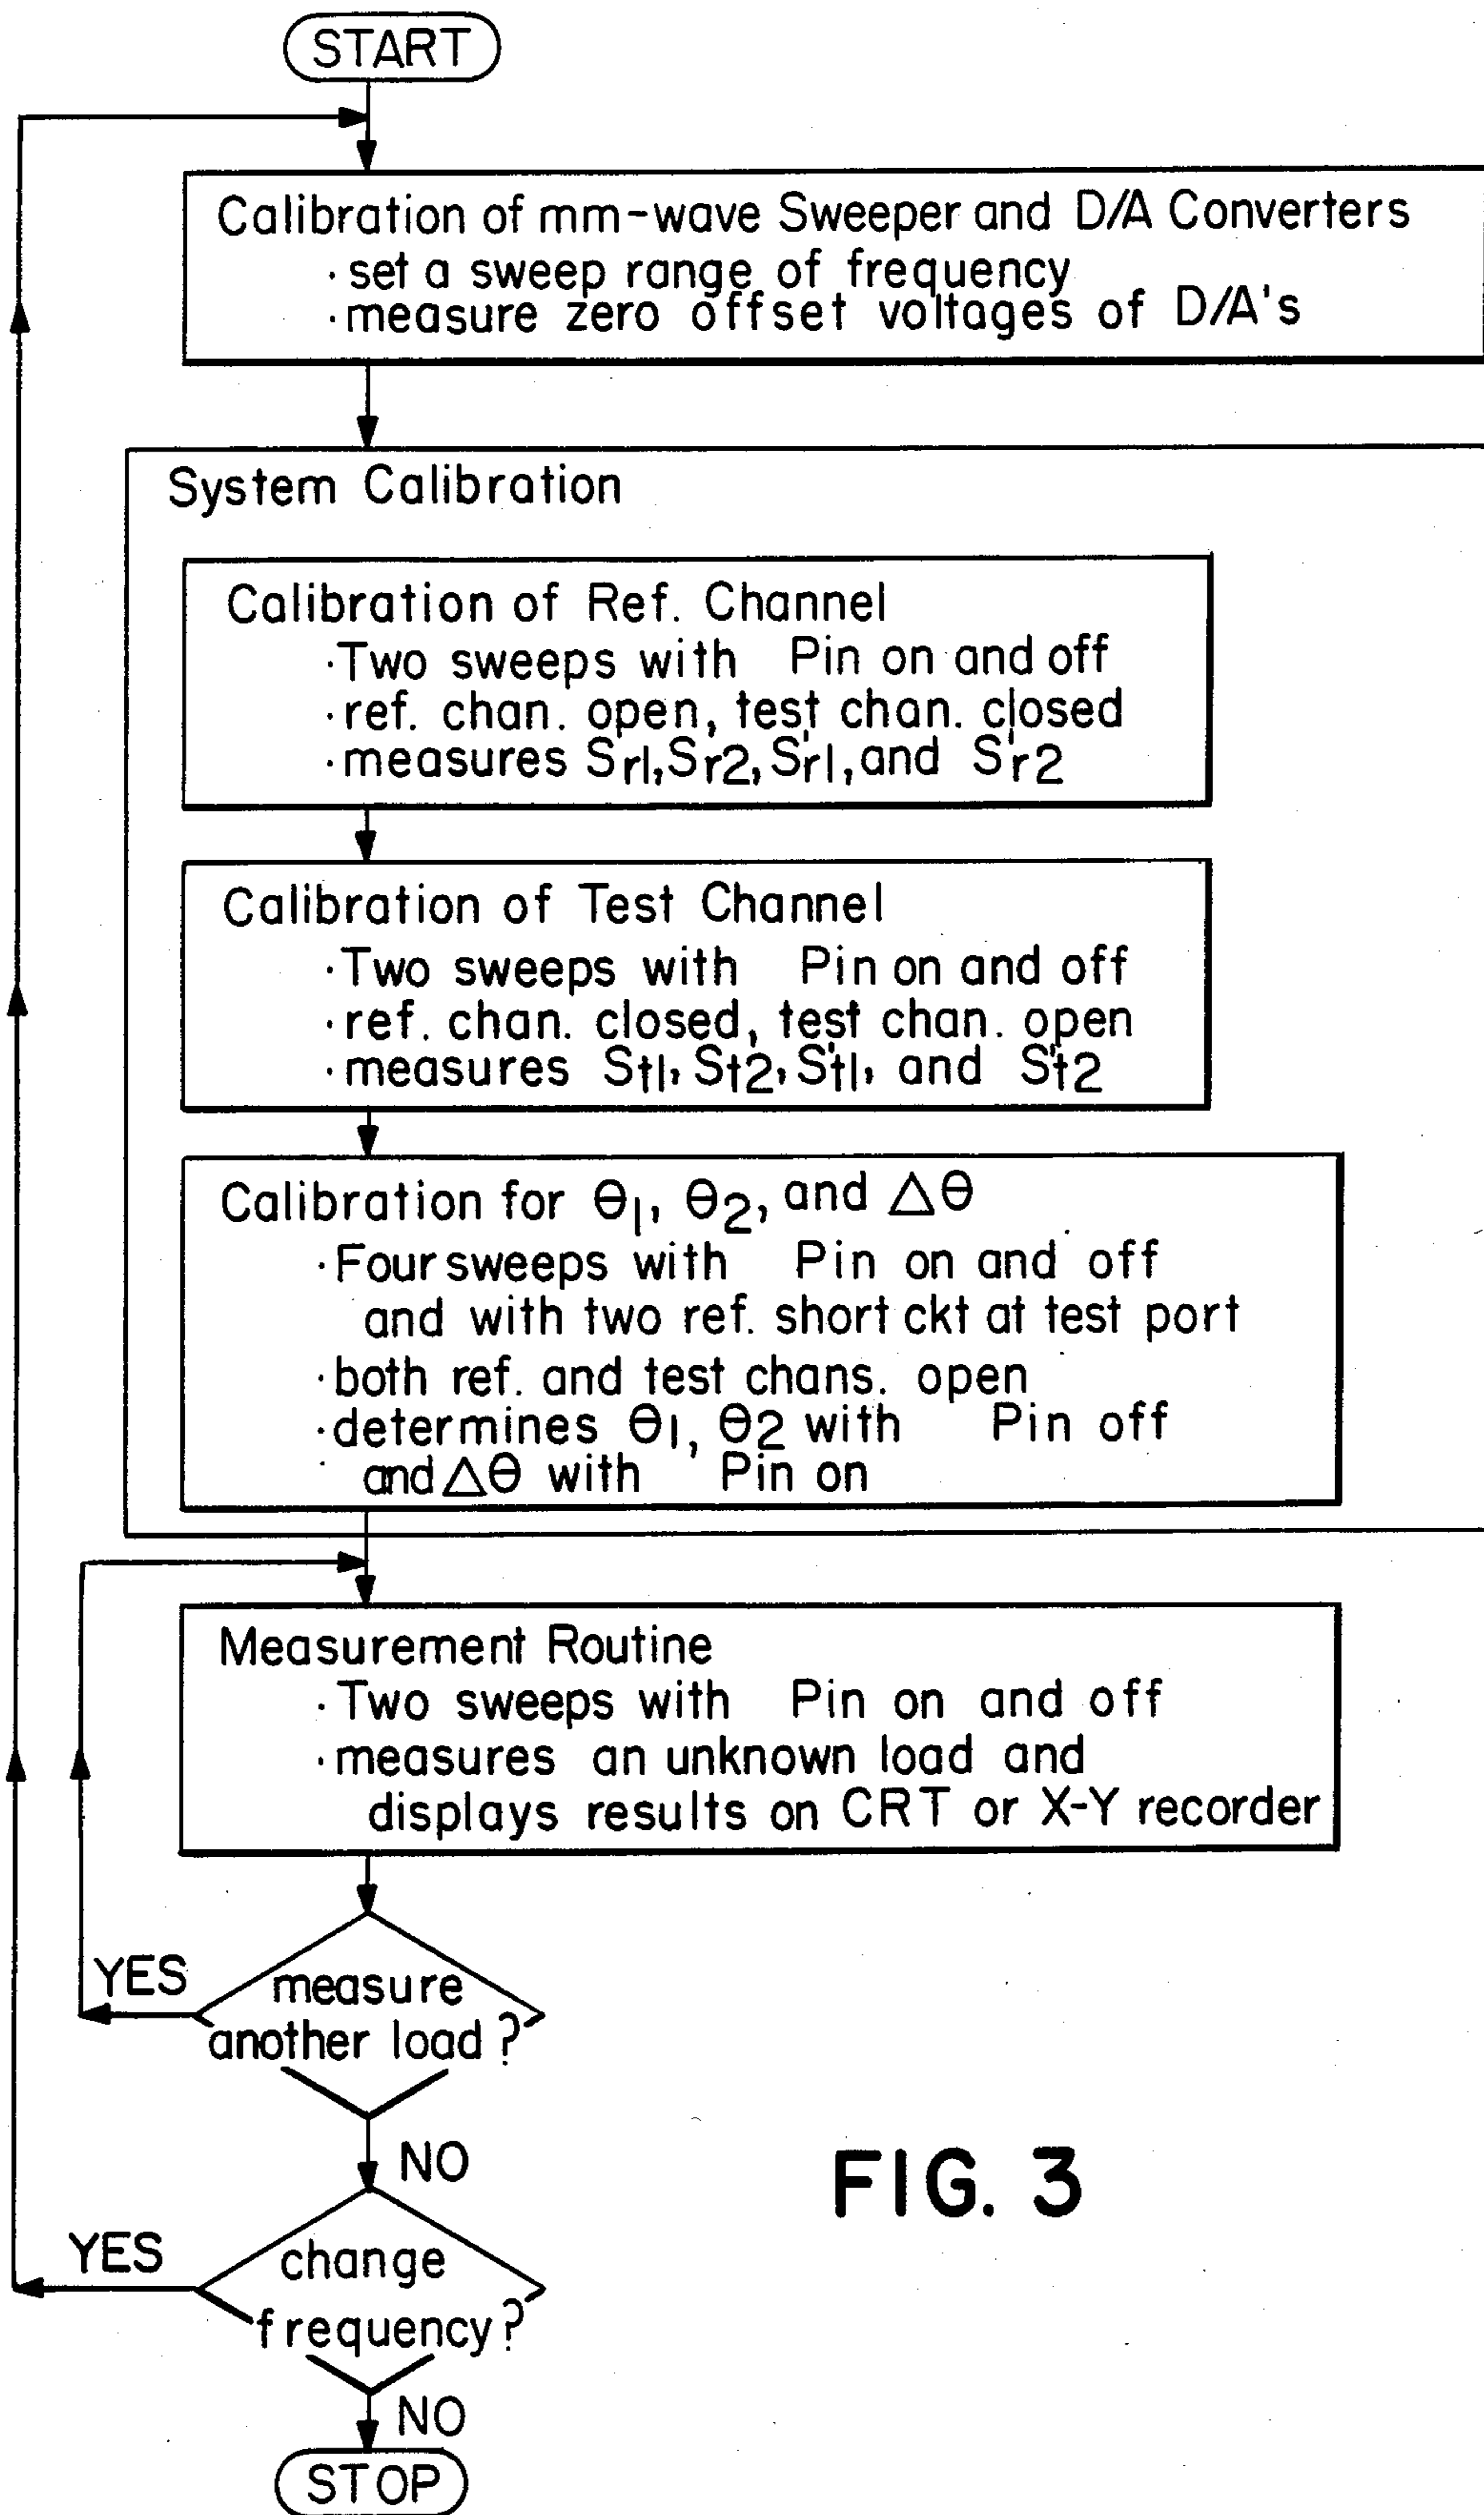 START
Calibration of mm-wave Sweeper and D/A Converters
·set a sweep range of frequency
·measure zero offset voltages of D/A's
System Calibration
Calibration of Ref. Channel
·Two sweeps with Pin on and off
·ref. chan. open, test chan. closed
·measures Sr1, Sr2, S'r1, and S'r2
Calibration of Test Channel
·Two sweeps with Pin on and off
·ref. chan. closed, test chan. open
·measures St1, St2, S't1, and S't2
Calibration for θ1, θ2, and △θ
·Four sweeps with Pin on and off
and with two ref. short ckt at test port
·both ref. and test chans. open
·determines θ1, θ2 with Pin off
and △θ with Pin on
Measurement Routine
·Two sweeps with Pin on and off
·measures an unknown load and
displays results on CRT or X-Y recorder
YES
measure
another load?
NO
FIG. 3
YES
change
frequency?
NO
STOP